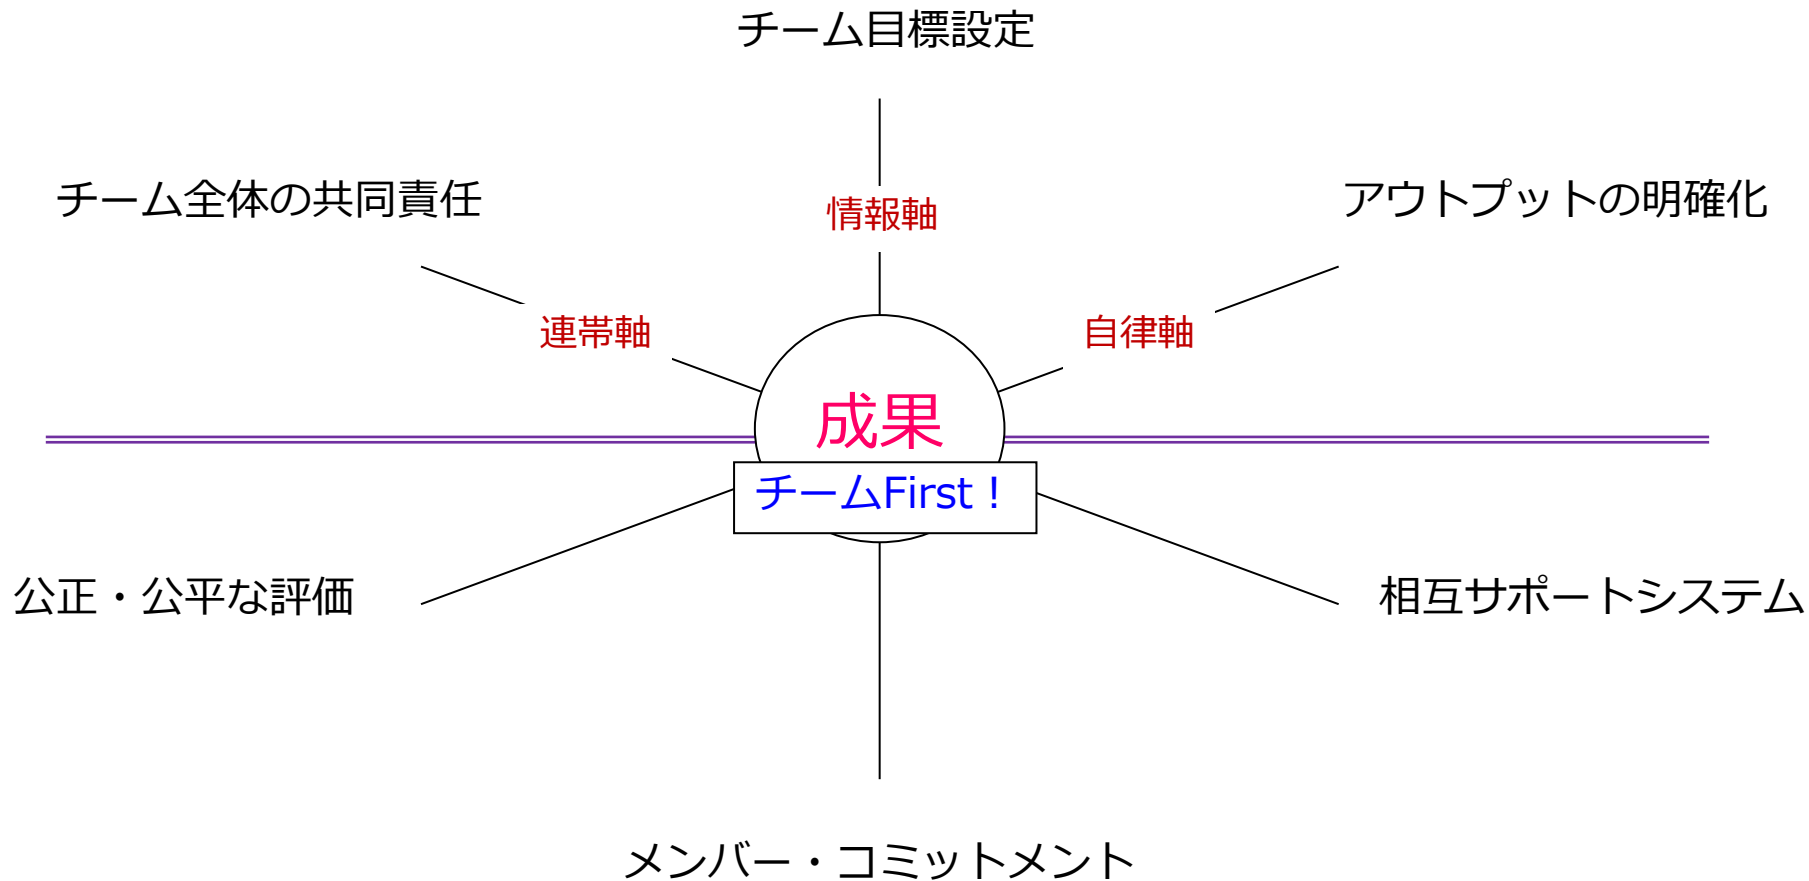 チーム目標設定
チーム全体の共同責任
アウトプットの明確化
情報軸
連帯軸
自律軸
成果
チームFirst！
公正・公平な評価
相互サポートシステム
メンバー・コミットメント